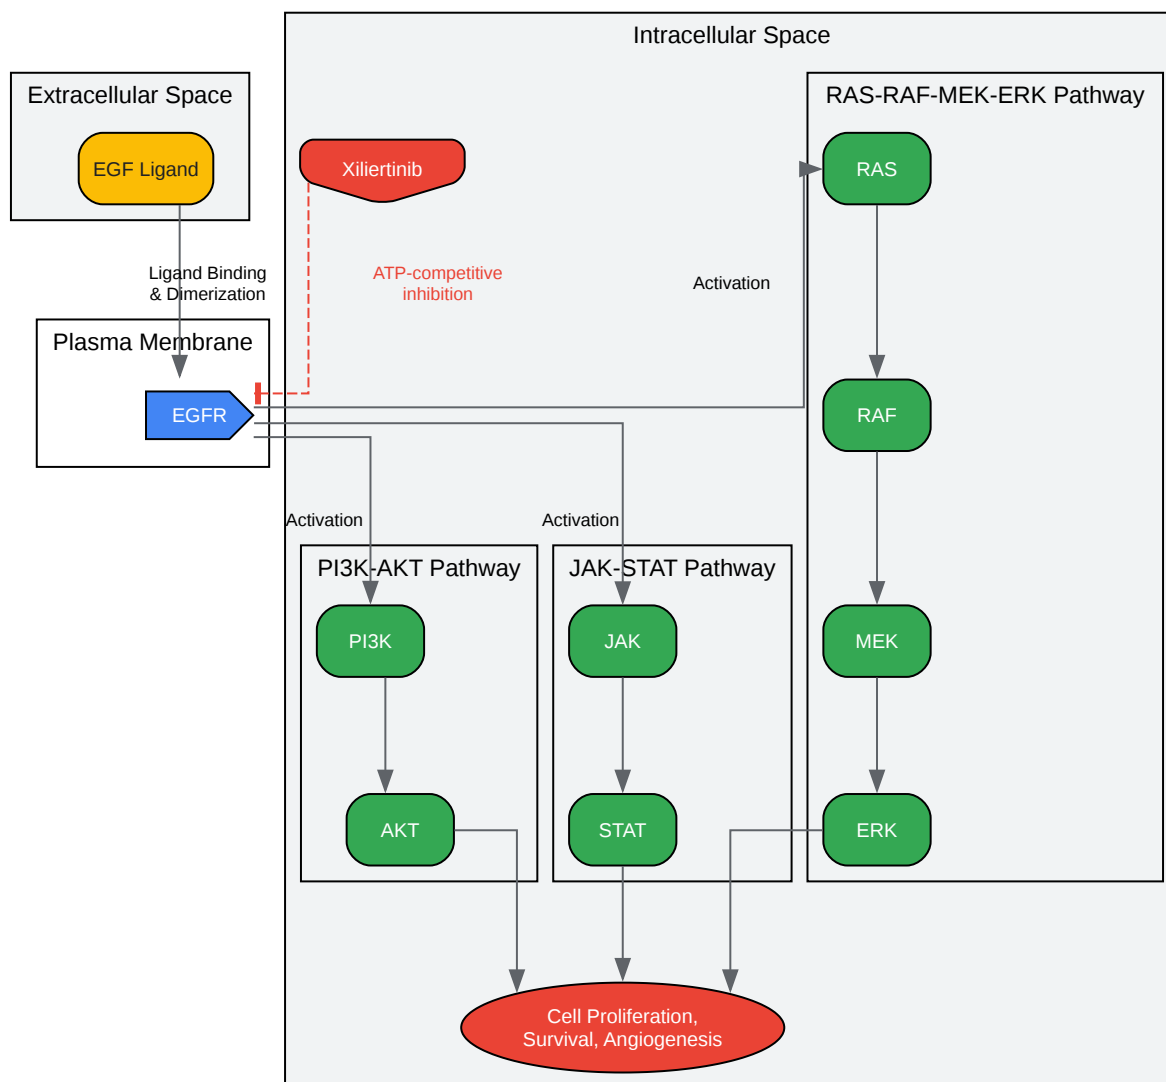 Intracellular Space
Extracellular Space
EGF Ligand
Xiliertinib
RAS-RAF-MEK-ERK Pathway
RAS
Ligand Binding
& Dimerization
ATP-competitive
inhibition
Activation
Plasma Membrane
EGFR
RAF
Activation
Activation
PI3K-AKT Pathway
JAK-STAT Pathway
PI3K
JAK
MEK
AKT
STAT
ERK
Cell Proliferation,
Survival, Angiogenesis